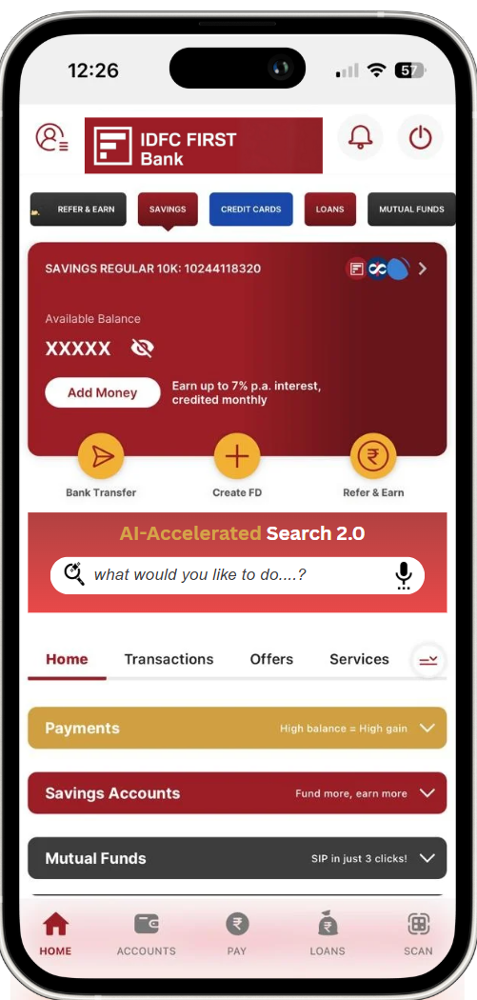 12:26
57
IDFC FIRST
Bank
REFER & EARN
SAVINGS
CREDIT CARDS
LOANS
MUTUAL FUNDS
SAVINGS REGULAR 10K: 10244118320
Available Balance
XXXXX
Add Money
Earn up to 7% p.a. interest,
credited monthly
₹
Bank Transfer
Create FD
Refer & Earn
AI-Accelerated Search 2.0
what would you like to do....?
Home
Transactions
Offers
Services
Payments
High balance = High gain
Savings Accounts
Fund more, earn more
Mutual Funds
SIP in just 3 clicks!
₹
₹
HOME
ACCOUNTS
PAY
LOANS
SCAN